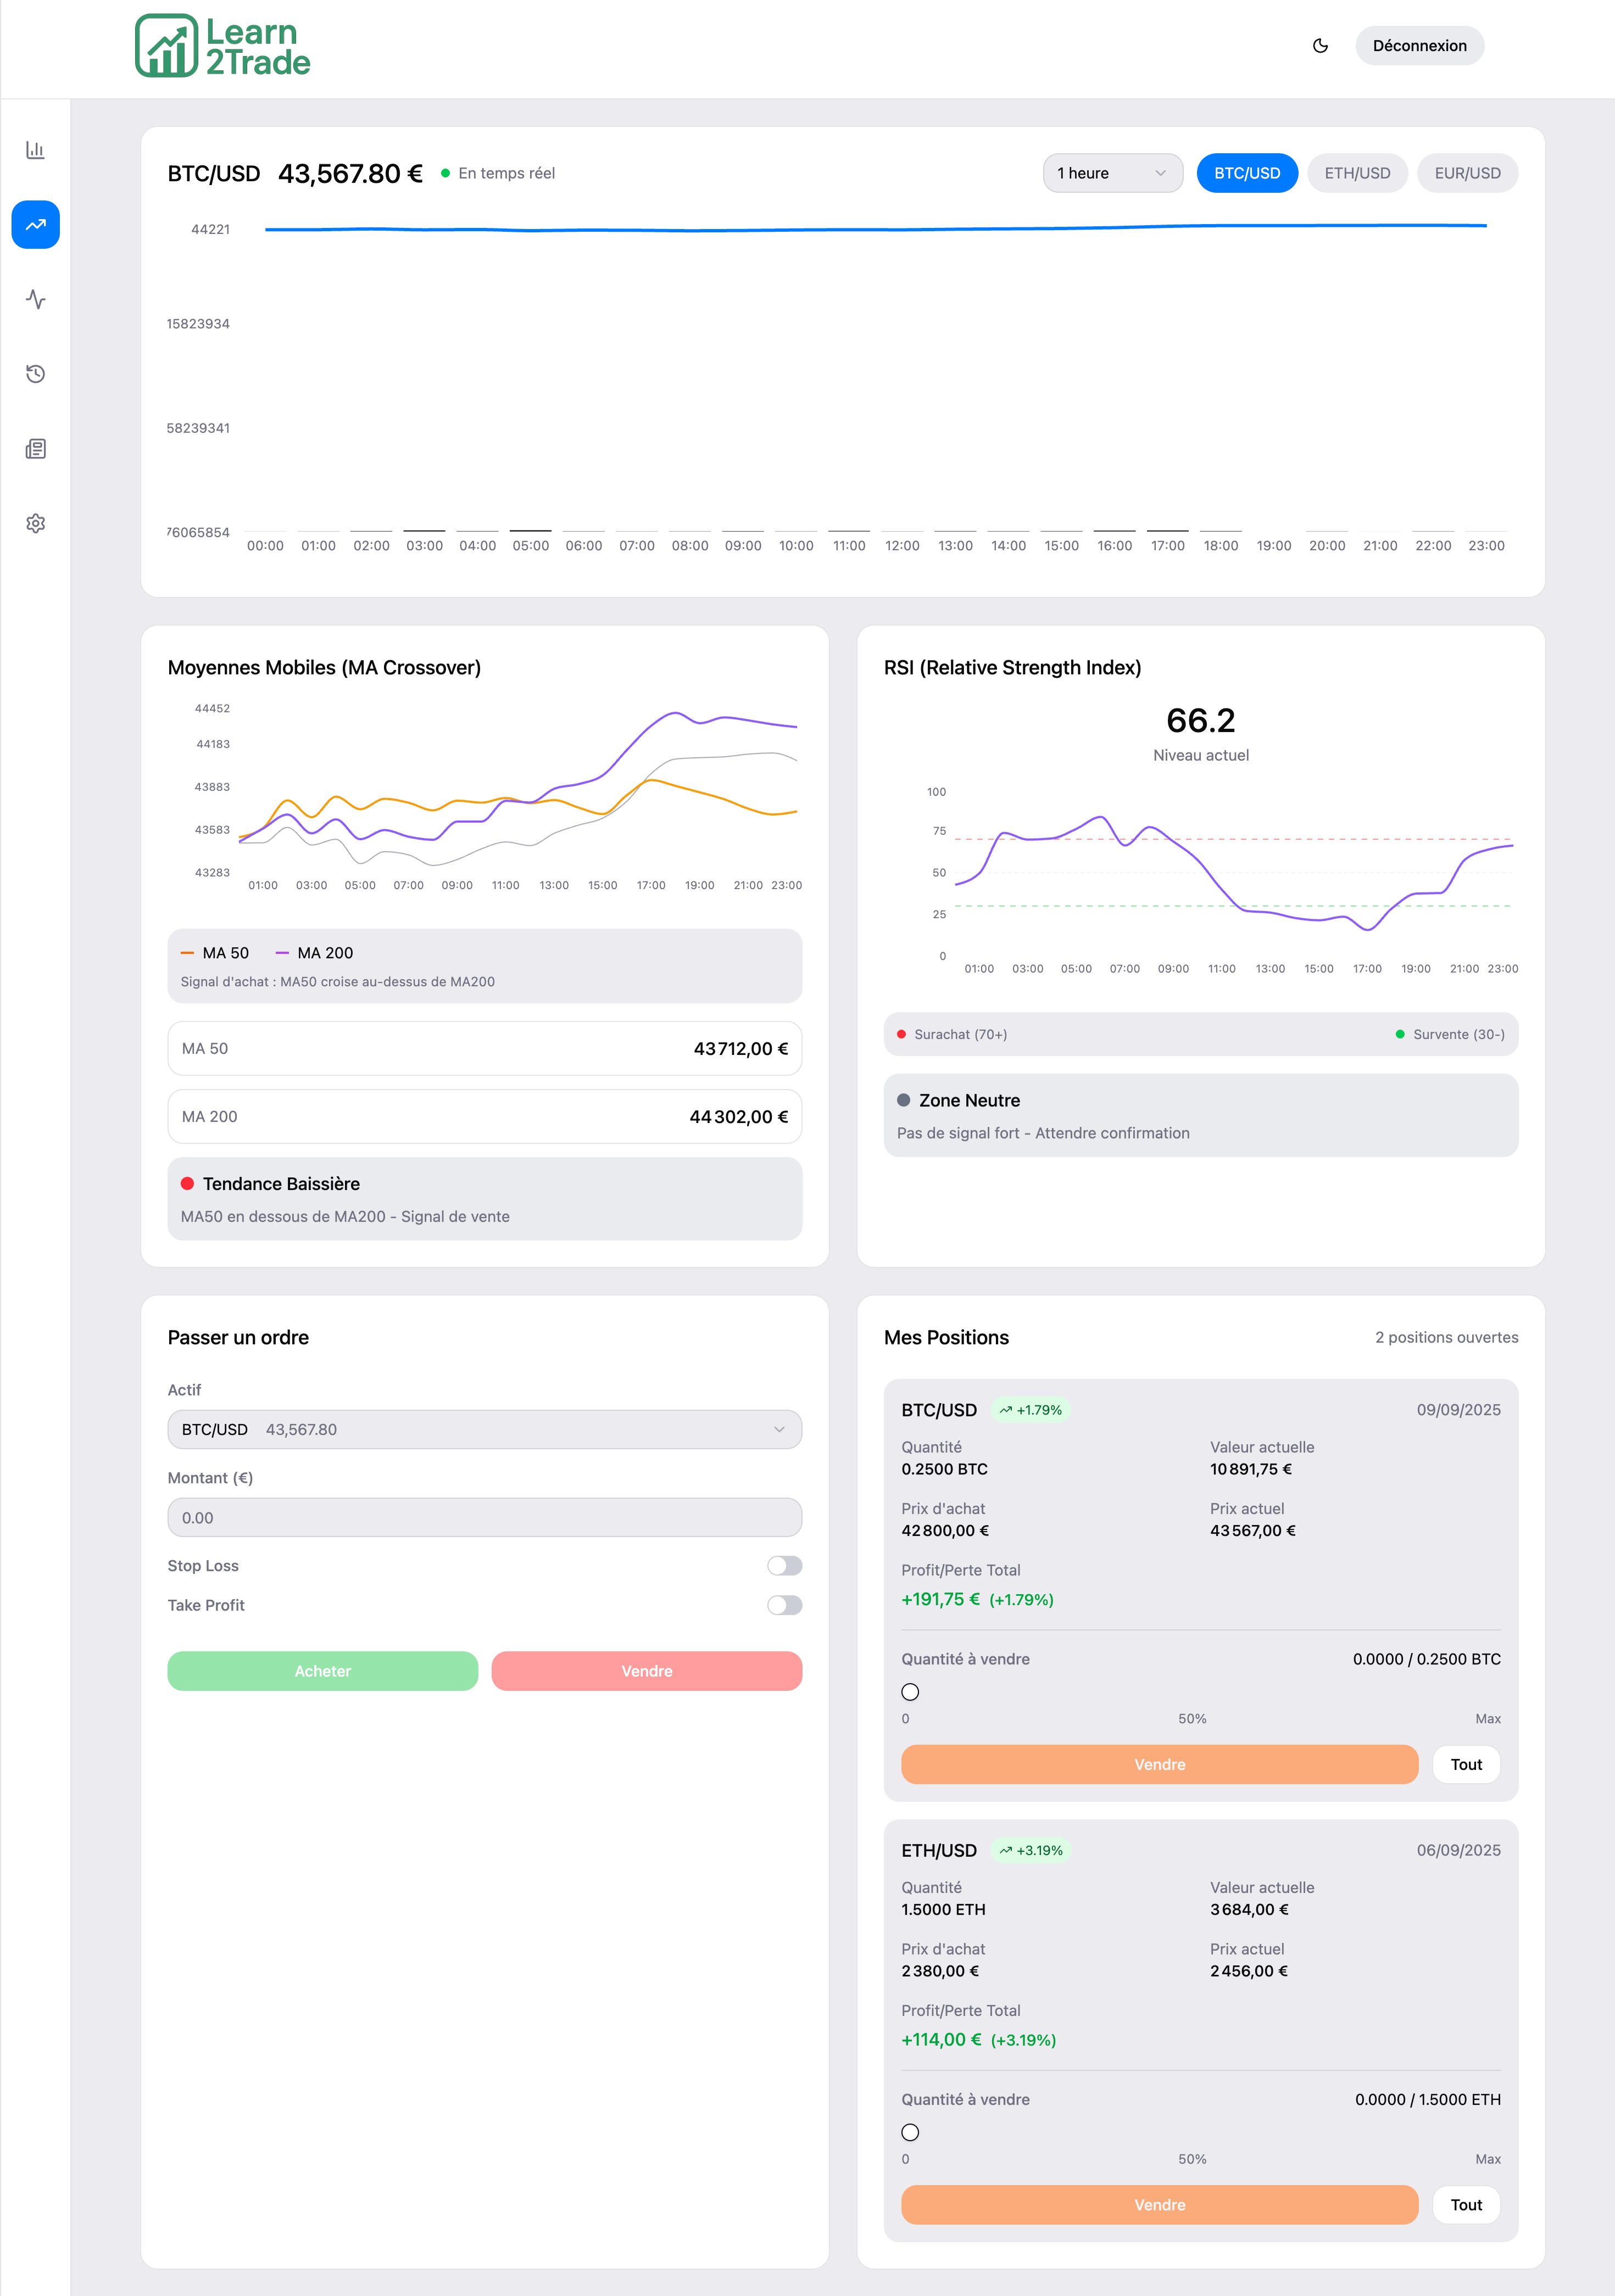 Learn
2Trade
Déconnexion
BTC/USD 43,567.80 € En temps réel
1 heure BTC/USD ETH/USD EUR/USD
44221
15823934
58239341
76065854
00:00 01:00 02:00 03:00 04:00 05:00 06:00 07:00 08:00 09:00 10:00 11:00 12:00 13:00 14:00 15:00 16:00 17:00 18:00 19:00 20:00 21:00 22:00 23:00
Moyennes Mobiles (MA Crossover)
44452
44183
43883
43583
43283
01:00 03:00 05:00 07:00 09:00 11:00 13:00 15:00 17:00 19:00 21:00 23:00
MA 50 MA 200
Signal d'achat : MA50 croise au-dessus de MA200
MA 50 43 712,00 €
MA 200 44 302,00 €
Tendance Baissière
MA50 en dessous de MA200 - Signal de vente
RSI (Relative Strength Index)
66.2
Niveau actuel
100
75
50
25
0
01:00 03:00 05:00 07:00 09:00 11:00 13:00 15:00 17:00 19:00 21:00 23:00
Surachat (70+) Survente (30-)
Zone Neutre
Pas de signal fort - Attendre confirmation
Passer un ordre
Actif
BTC/USD 43,567.80
Montant (€)
0.00
Stop Loss
Take Profit
Acheter Vendre
Mes Positions 2 positions ouvertes
BTC/USD +1.79% 09/09/2025
Quantité Valeur actuelle
0.2500 BTC 10 891,75 €
Prix d'achat Prix actuel
42 800,00 € 43 567,00 €
Profit/Perte Total
+191,75 € (+1.79%)
Quantité à vendre 0.0000 / 0.2500 BTC
0 50% Max
Vendre Tout
ETH/USD +3.19% 06/09/2025
Quantité Valeur actuelle
1.5000 ETH 3 684,00 €
Prix d'achat Prix actuel
2 380,00 € 2 456,00 €
Profit/Perte Total
+114,00 € (+3.19%)
Quantité à vendre 0.0000 / 1.5000 ETH
0 50% Max
Vendre Tout